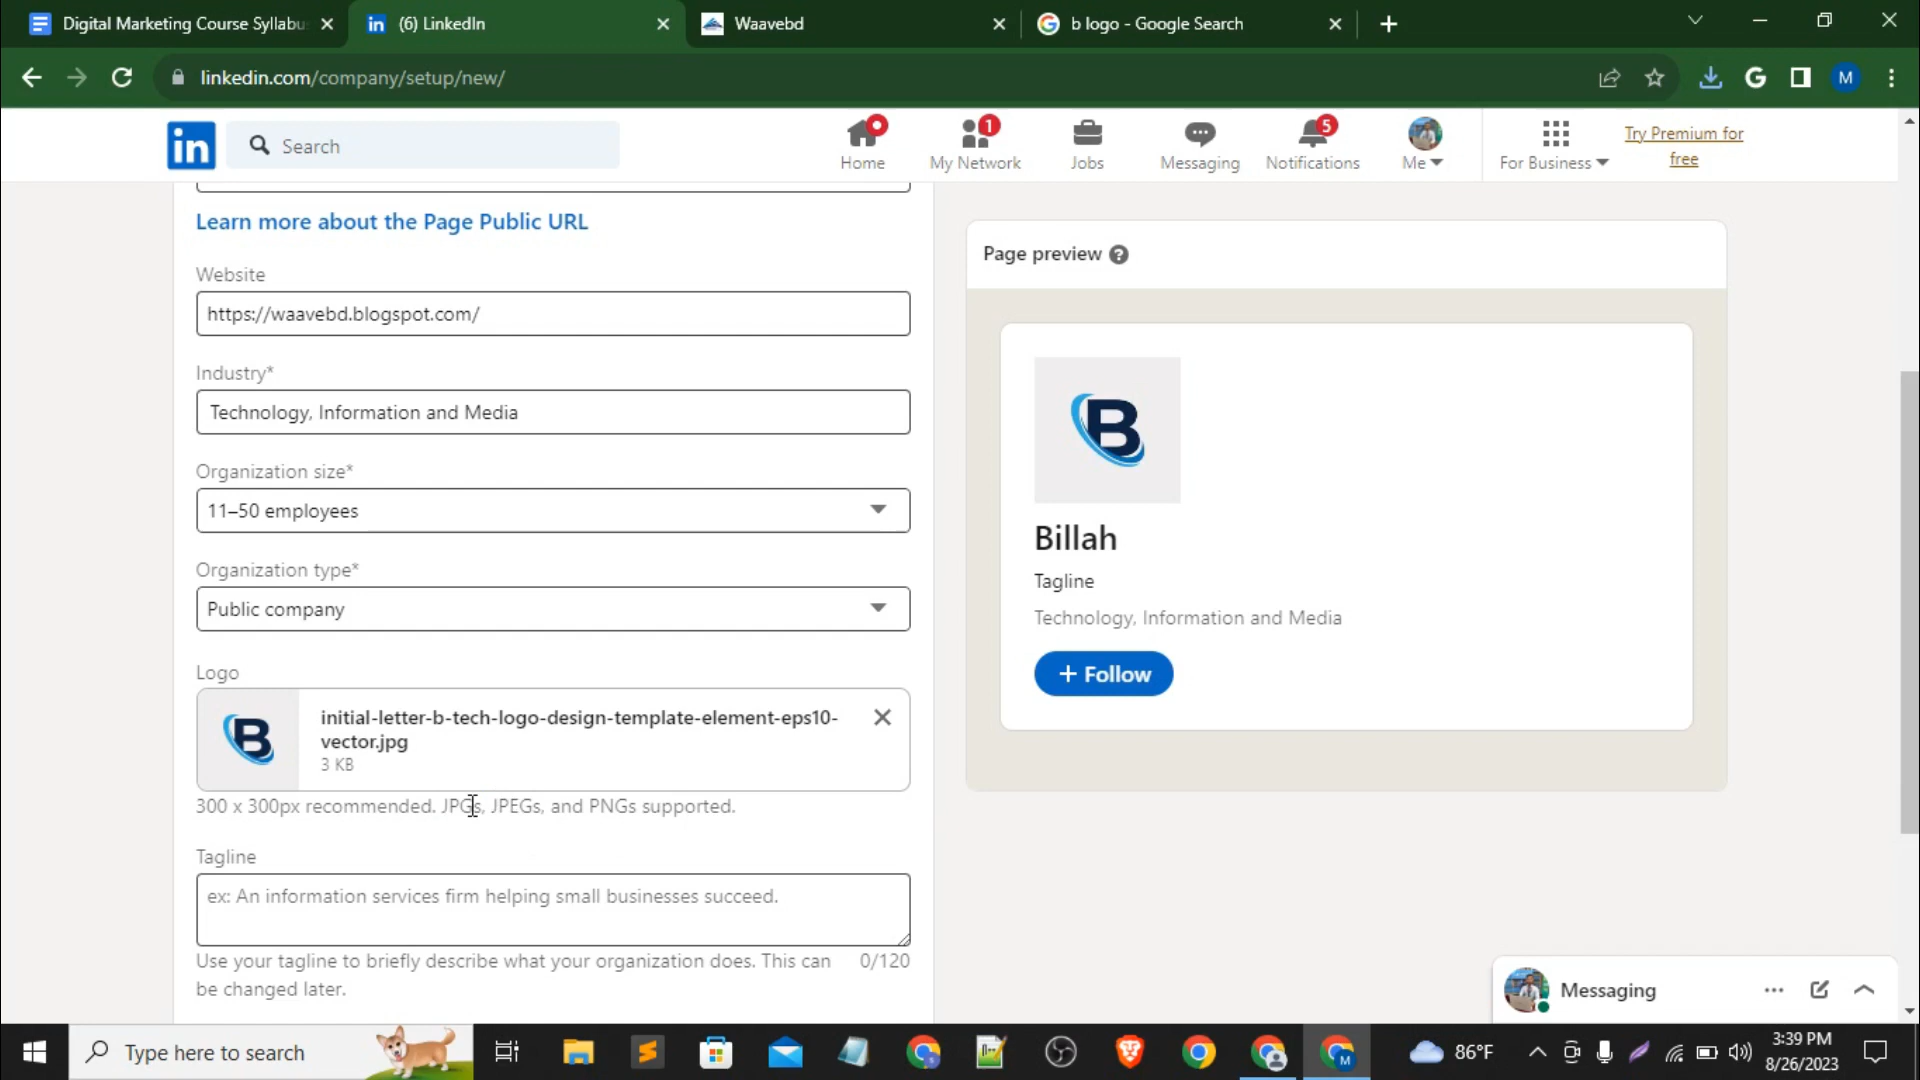 Digital Marketing Course Syllabu
(6) LinkedIn
Waavebd
b logo - Google Search
linkedin.com/company/setup/new/
M
in
Search
Home
1
My Network
Jobs
Messaging
5
Notifications
Me
For Business
Try Premium for
free
Learn more about the Page Public URL
Website
https://waavebd.blogspot.com/
Industry*
Technology, Information and Media
Organization size*
11–50 employees
Organization type*
Public company
Logo
B
initial-letter-b-tech-logo-design-template-element-eps10-
vector.jpg
3 KB
300 x 300px recommended. JPGs, JPEGs, and PNGs supported.
Tagline
ex: An information services firm helping small businesses succeed.
Use your tagline to briefly describe what your organization does. This can
be changed later.
0/120
Page preview
B
Billah
Tagline
Technology, Information and Media
+ Follow
Messaging
Type here to search
86°F
3:39 PM
8/26/2023